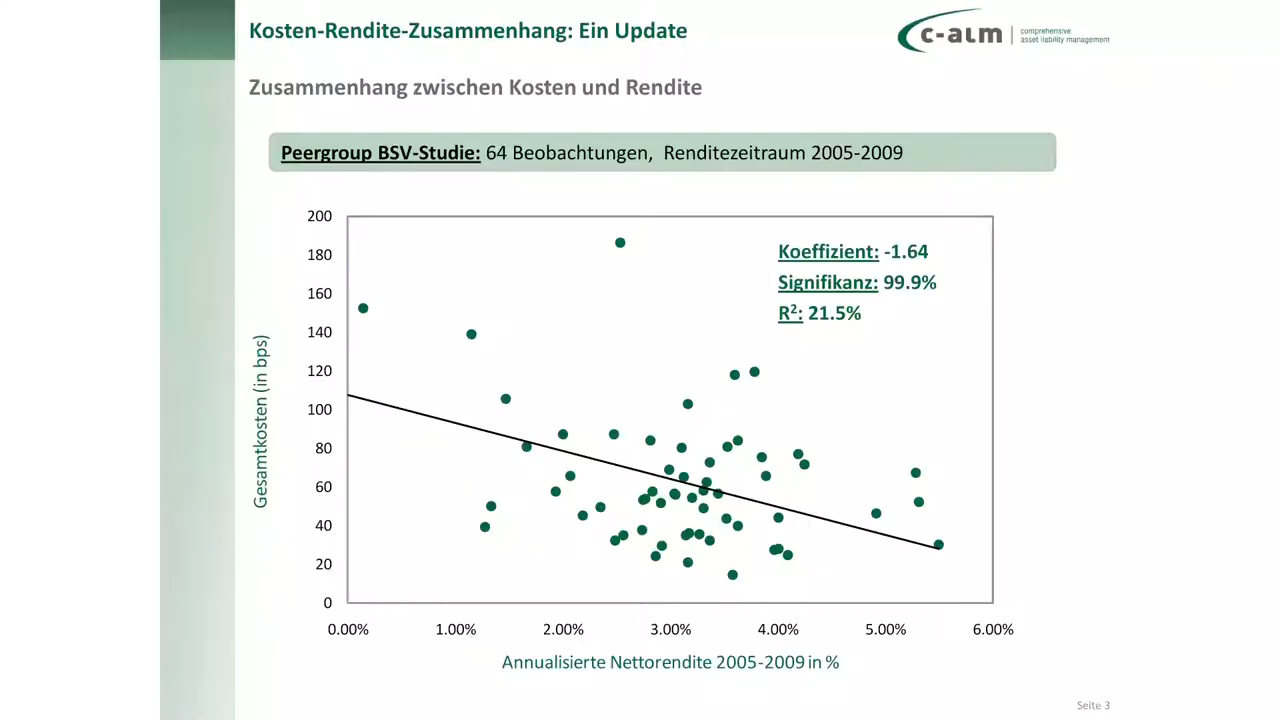 Kosten-Rendite-Zusammenhang: Ein Update
c-alm
comprehensive
asset liability management
Zusammenhang zwischen Kosten und Rendite
Peergroup BSV-Studie: 64 Beobachtungen, Renditezeitraum 2005-2009
Koeffizient: -1.64
Signifikanz: 99.9%
R²: 21.5%
Gesamtkosten (in bps)
200
180
160
140
120
100
80
60
40
20
0
0.00% 1.00% 2.00% 3.00% 4.00% 5.00% 6.00%
Annualisierte Nettorendite 2005-2009 in %
Seite 3